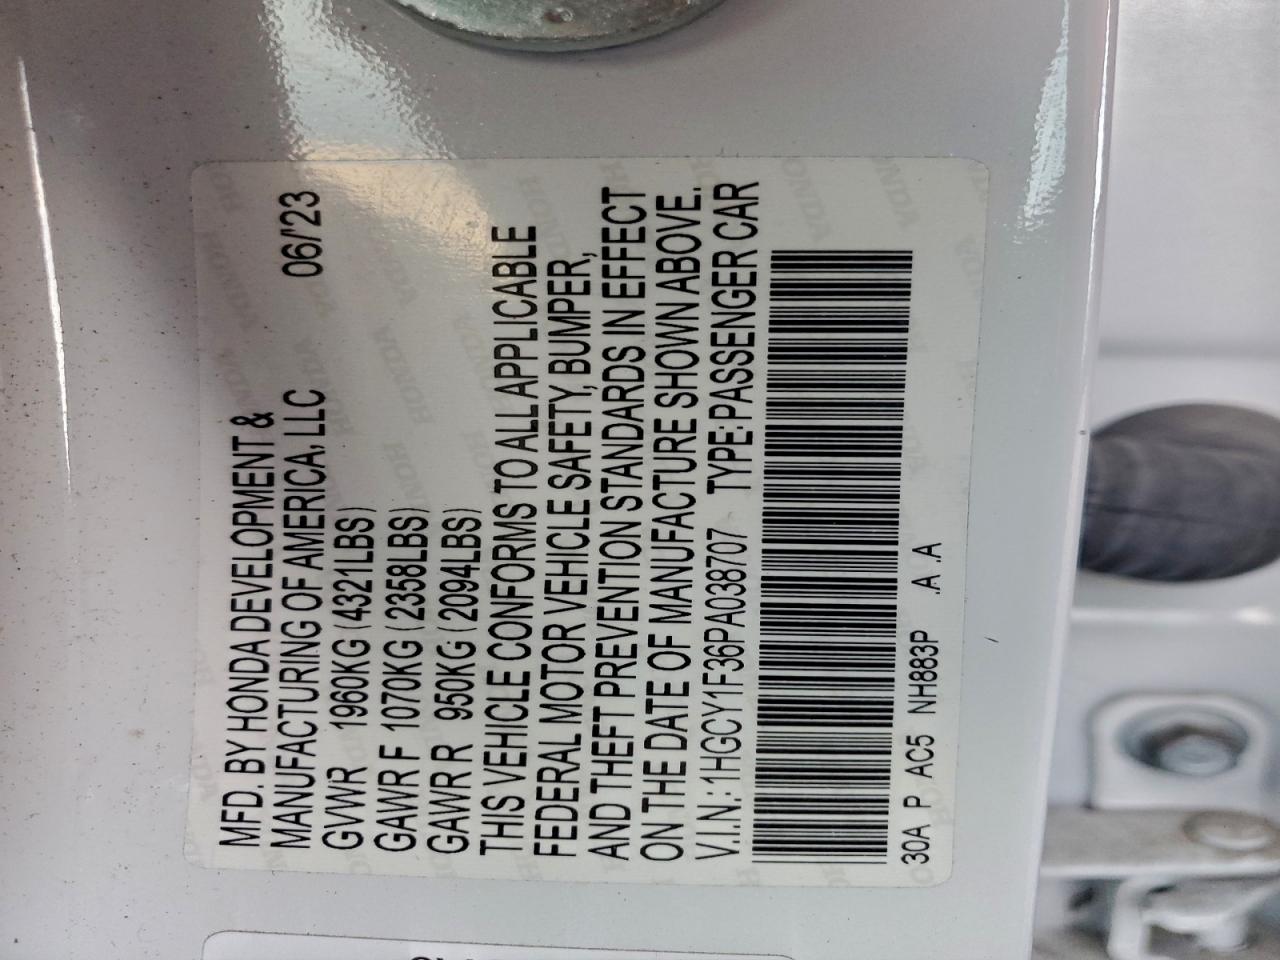 MFD. BY HONDA DEVELOPMENT &
MANUFACTURING OF AMERICA, LLC 06/'23
GVWR 1960KG (4321LBS)
GAWR F 1070KG (2358LBS)
GAWR R 950KG (2094LBS)
THIS VEHICLE CONFORMS TO ALL APPLICABLE
FEDERAL MOTOR VEHICLE SAFETY, BUMPER,
AND THEFT PREVENTION STANDARDS IN EFFECT
ON THE DATE OF MANUFACTURE SHOWN ABOVE.
V.I.N.: 1HGCY1F36PA038707 TYPE: PASSENGER CAR
30A P AC5 NH883P .A .A